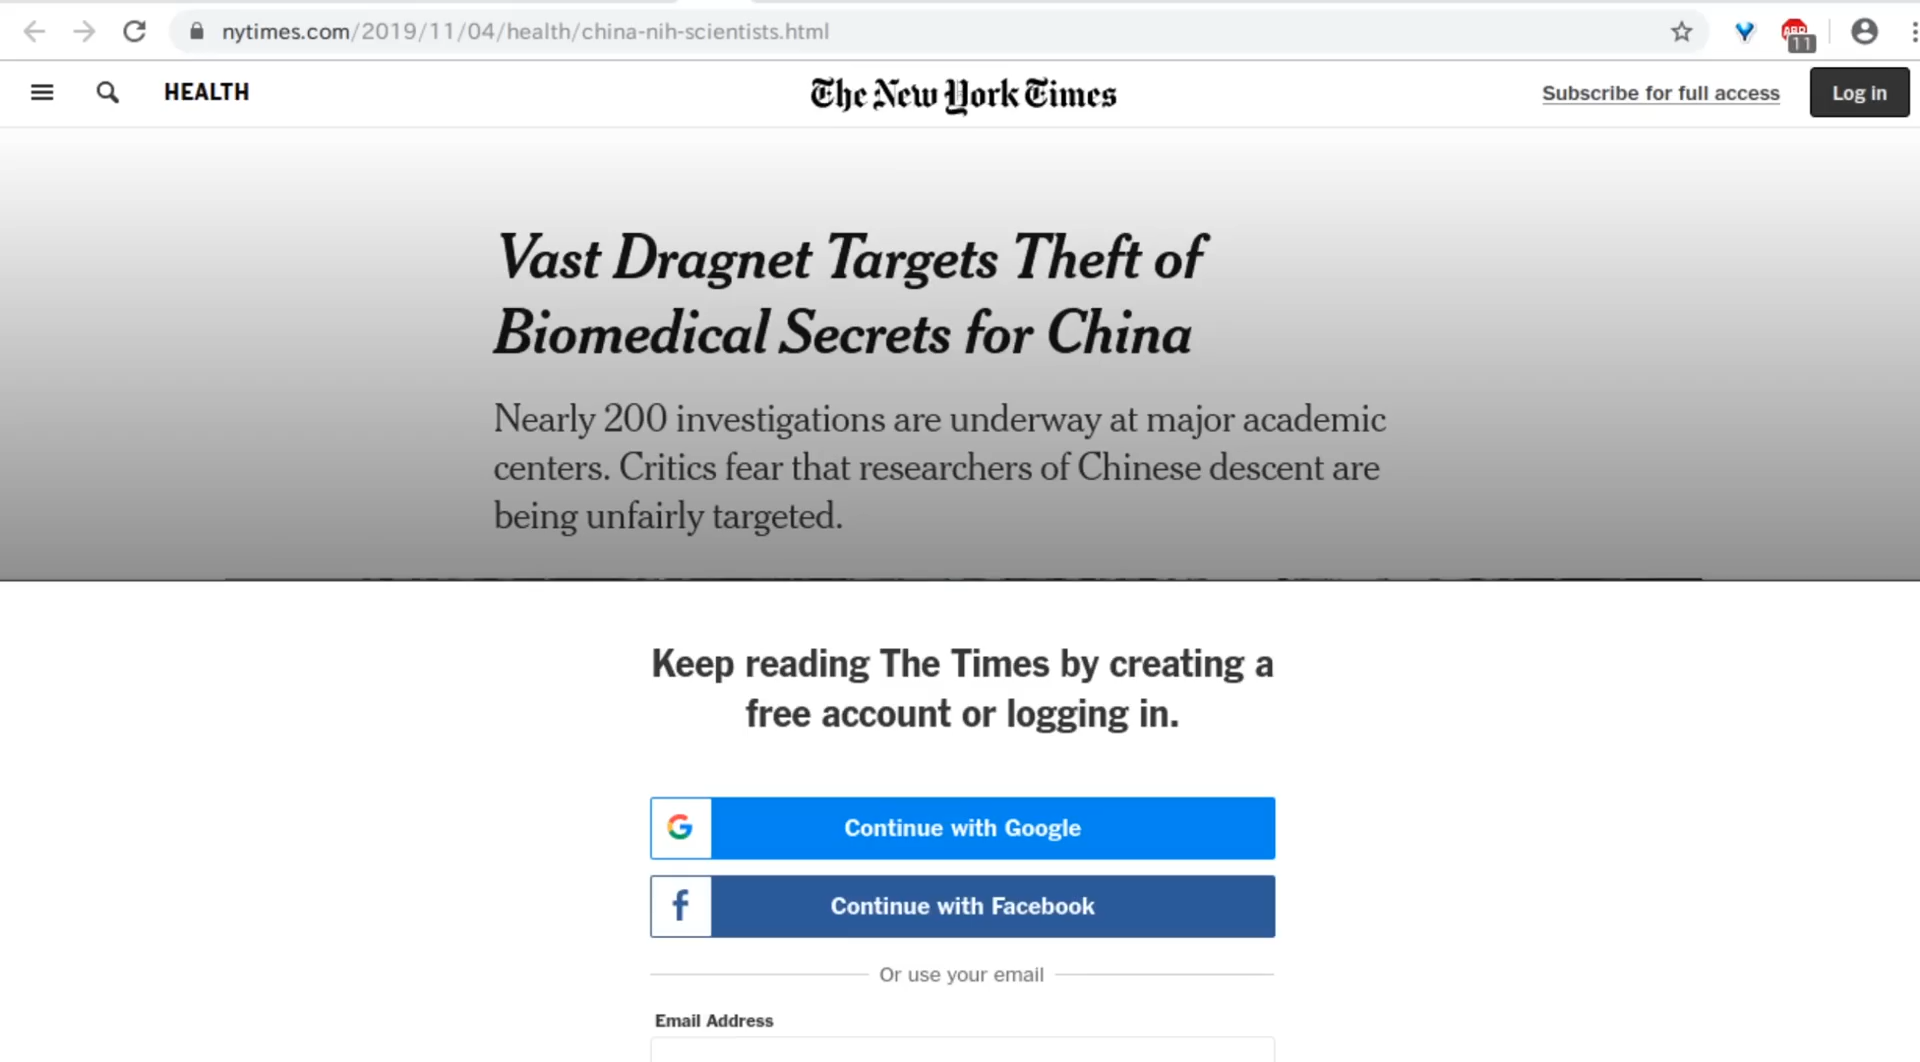 nytimes.com/2019/11/04/health/china-nih-scientists.html
ABP
11
HEALTH
The New York Times
Subscribe for full access
Log in
Vast Dragnet Targets Theft of
Biomedical Secrets for China
Nearly 200 investigations are underway at major academic
centers. Critics fear that researchers of Chinese descent are
being unfairly targeted.
Keep reading The Times by creating a
free account or logging in.
G
Continue with Google
f
Continue with Facebook
Or use your email
Email Address